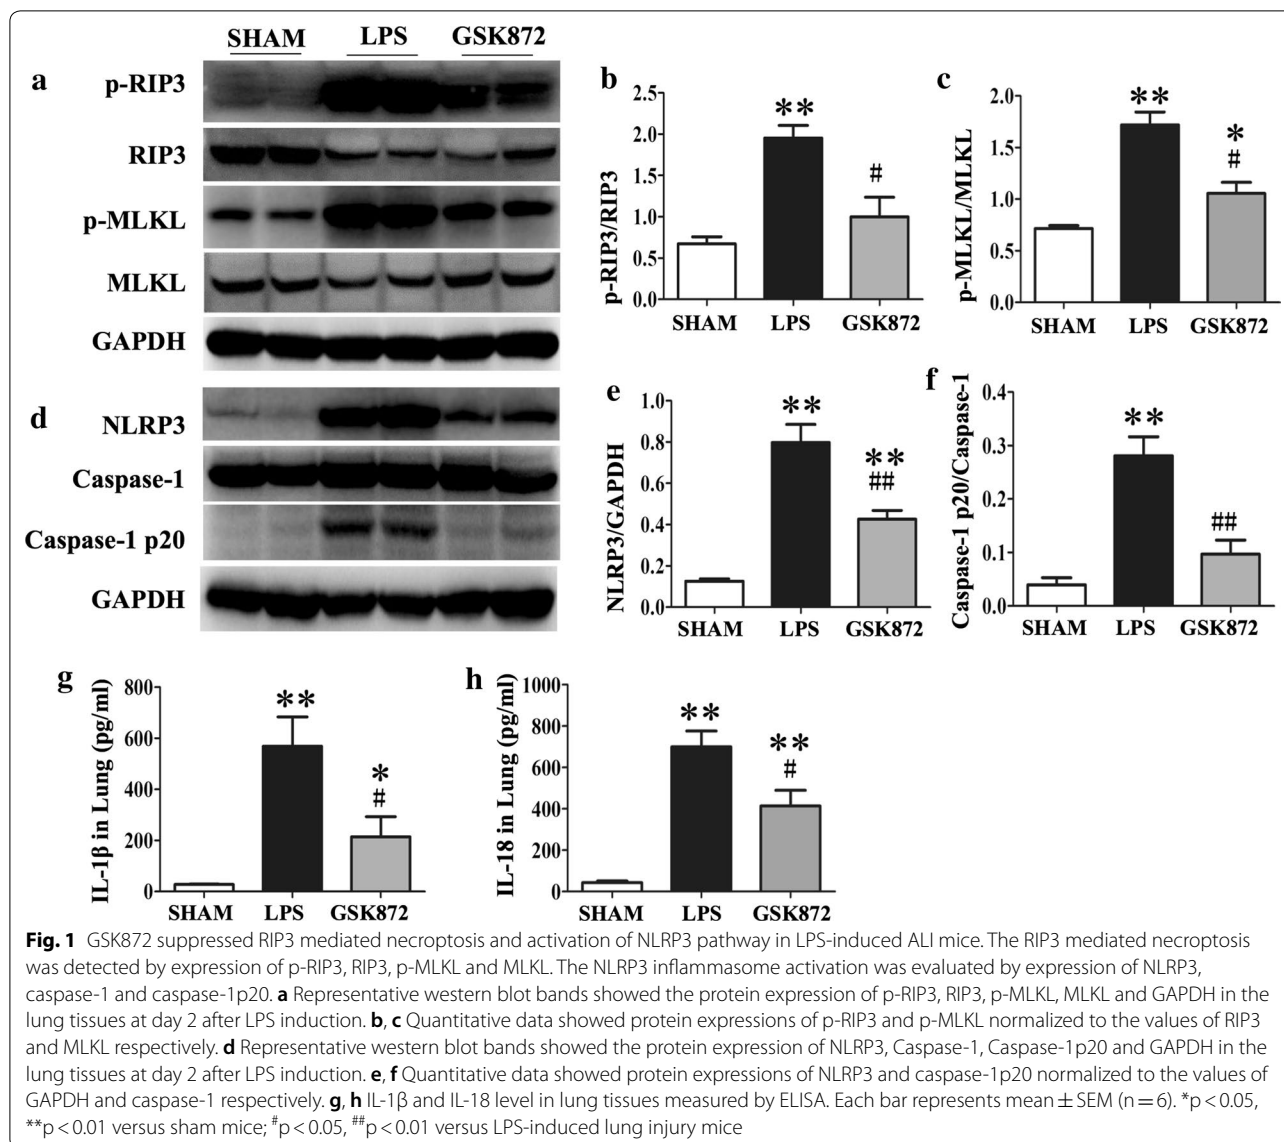 SHAM LPS GSK872
a
p-RIP3
RIP3
p-MLKL
MLKL
GAPDH
b
p-RIP3/RIP3
2.5
2.0
1.5
1.0
0.5
0.0
**
#
SHAM LPS GSK872
c
p-MLKL/MLKL
2.0
1.5
1.0
0.5
0.0
**
*
#
SHAM LPS GSK872
d
NLRP3
Caspase-1
Caspase-1 p20
GAPDH
e
NLRP3/GAPDH
1.0
0.8
0.6
0.4
0.2
0.0
**
**
##
SHAM LPS GSK872
f
Caspase-1 p20/Caspase-1
0.4
0.3
0.2
0.1
0.0
**
##
SHAM LPS GSK872
g
IL-1β in Lung (pg/ml)
800
600
400
200
0
**
*
#
SHAM LPS GSK872
h
IL-18 in Lung (pg/ml)
1000
800
600
400
200
0
**
**
#
SHAM LPS GSK872
Fig. 1 GSK872 suppressed RIP3 mediated necroptosis and activation of NLRP3 pathway in LPS-induced ALI mice. The RIP3 mediated necroptosis
was detected by expression of p-RIP3, RIP3, p-MLKL and MLKL. The NLRP3 inflammasome activation was evaluated by expression of NLRP3,
caspase-1 and caspase-1p20. a Representative western blot bands showed the protein expression of p-RIP3, RIP3, p-MLKL, MLKL and GAPDH in the
lung tissues at day 2 after LPS induction. b, c Quantitative data showed protein expressions of p-RIP3 and p-MLKL normalized to the values of RIP3
and MLKL respectively. d Representative western blot bands showed the protein expression of NLRP3, Caspase-1, Caspase-1p20 and GAPDH in the
lung tissues at day 2 after LPS induction. e, f Quantitative data showed protein expressions of NLRP3 and caspase-1p20 normalized to the values of
GAPDH and caspase-1 respectively. g, h IL-1β and IL-18 level in lung tissues measured by ELISA. Each bar represents mean ± SEM (n = 6). *p < 0.05,
**p < 0.01 versus sham mice; #p < 0.05, ##p < 0.01 versus LPS-induced lung injury mice